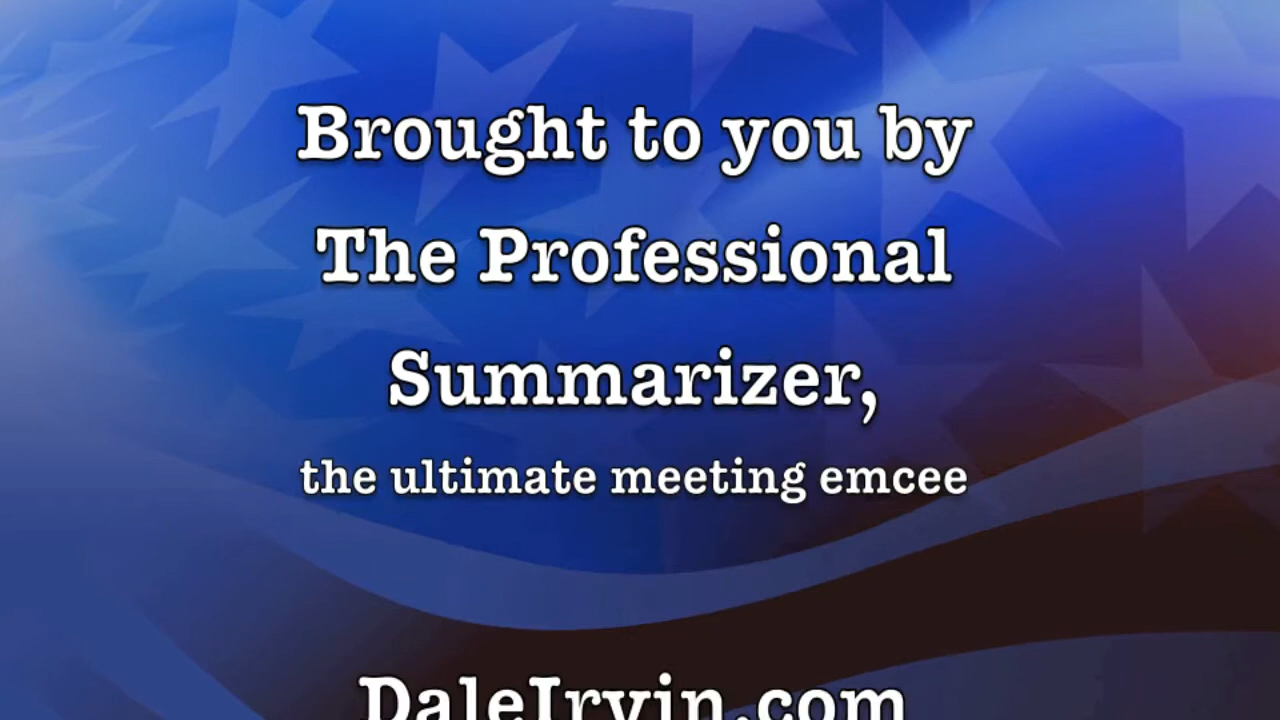 Brought to you by
The Professional
Summarizer,
the ultimate meeting emcee
DaleIrvin.com